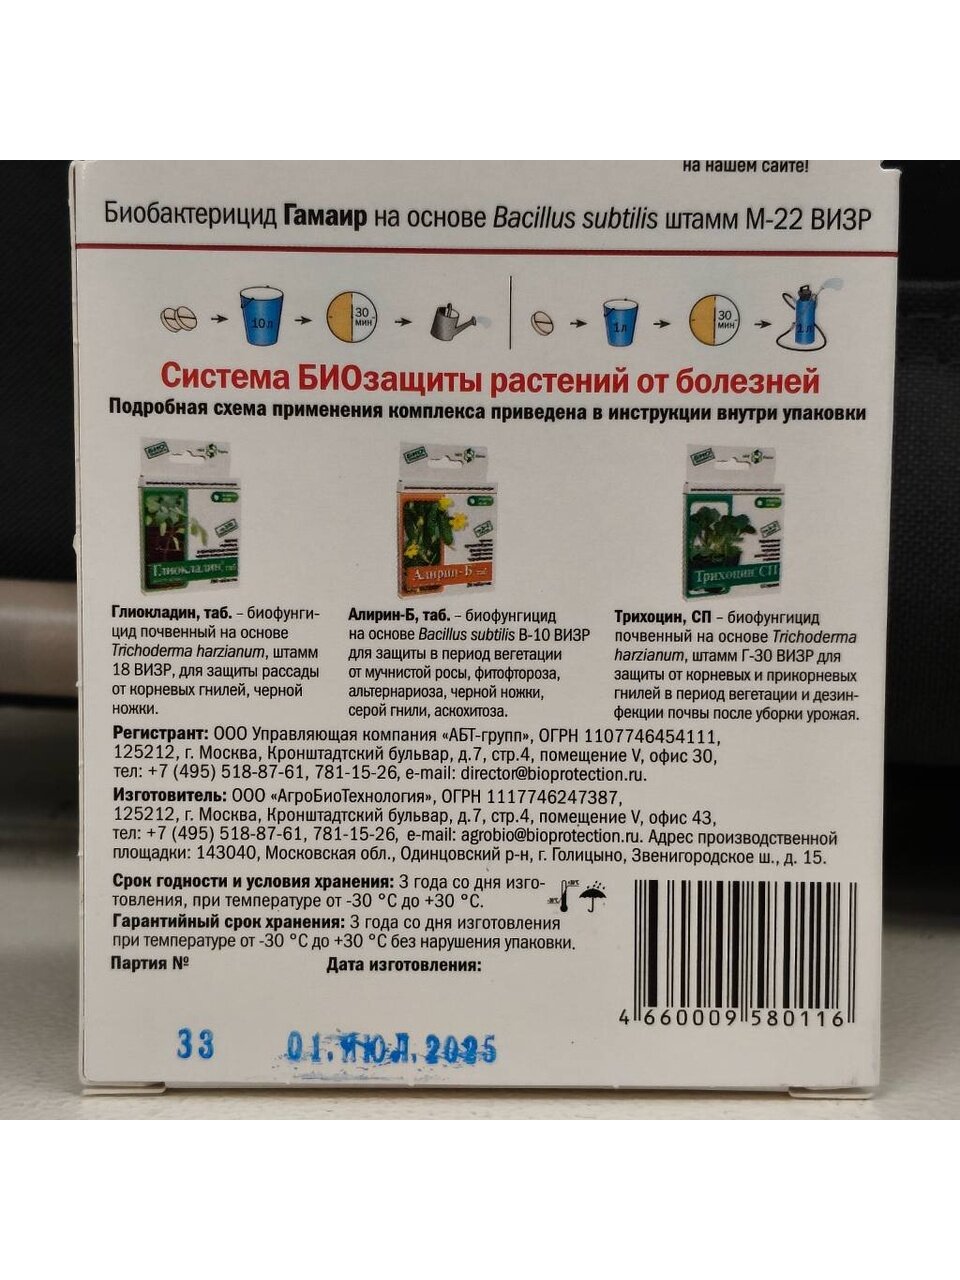 на нашем сайте!
Биобактерицид Гамаир на основе Bacillus subtilis штамм М-22 ВИЗР
10 л
30 мин
1 л
30 мин
1 л
Система БИОзащиты растений от болезней
Подробная схема применения комплекса приведена в инструкции внутри упаковки
Глиокладин, таб.
Алирин-Б, таб.
Трихоцин, СП
Глиокладин, таб. – биофунги-
цид почвенный на основе
Trichoderma harzianum, штамм
18 ВИЗР, для защиты рассады
от корневых гнилей, черной
ножки.
Алирин-Б, таб. – биофунгицид
на основе Bacillus subtilis В-10 ВИЗР
для защиты в период вегетации
от мучнистой росы, фитофтороза,
альтернариоза, черной ножки,
серой гнили, аскохитоза.
Трихоцин, СП – биофунгицид
почвенный на основе Trichoderma
harzianum, штамм Г-30 ВИЗР для
защиты от корневых и прикорневых
гнилей в период вегетации и дезин-
фекции почвы после уборки урожая.
Регистрант: ООО Управляющая компания «АБТ-групп», ОГРН 1107746454111,
125212, г. Москва, Кронштадтский бульвар, д.7, стр.4, помещение V, офис 30,
тел: +7 (495) 518-87-61, 781-15-26, e-mail: director@bioprotection.ru.
Изготовитель: ООО «АгроБиоТехнология», ОГРН 1117746247387,
125212, г. Москва, Кронштадтский бульвар, д.7, стр.4, помещение V, офис 43,
тел: +7 (495) 518-87-61, 781-15-26, e-mail: agrobio@bioprotection.ru. Адрес производственной
площадки: 143040, Московская обл., Одинцовский р-н, г. Голицыно, Звенигородское ш., д. 15.
Срок годности и условия хранения: 3 года со дня изго-
товления, при температуре от -30 °С до +30 °С.
Гарантийный срок хранения: 3 года со дня изготовления
при температуре от -30 °С до +30 °С без нарушения упаковки.
Партия № Дата изготовления:
4 660009 580116
33 01. ИЮЛ. 2025